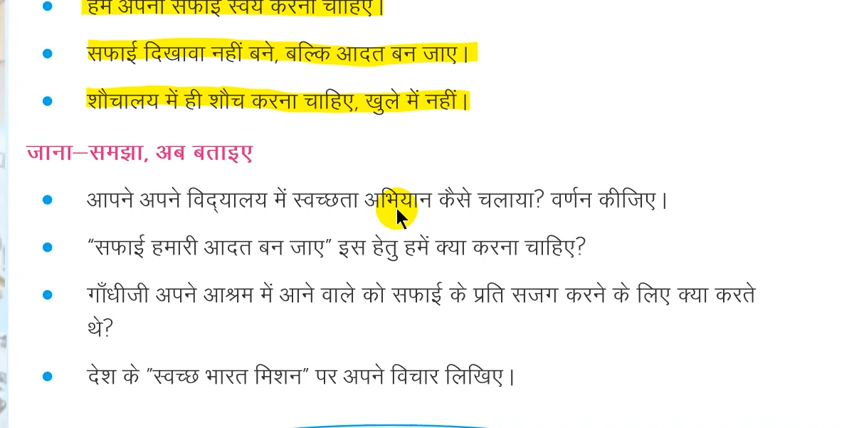 हमें अपनी सफाई स्वयं करनी चाहिए।
सफाई दिखावा नहीं बने, बल्कि आदत बन जाए।
शौचालय में ही शौच करना चाहिए, खुले में नहीं।
जाना–समझा, अब बताइए
आपने अपने विद्‌यालय में स्वच्छता अभियान कैसे चलाया? वर्णन कीजिए।
“सफाई हमारी आदत बन जाए” इस हेतु हमें क्या करना चाहिए?
गाँधीजी अपने आश्रम में आने वाले को सफाई के प्रति सजग करने के लिए क्या करते
थे?
देश के “स्वच्छ भारत मिशन” पर अपने विचार लिखिए।